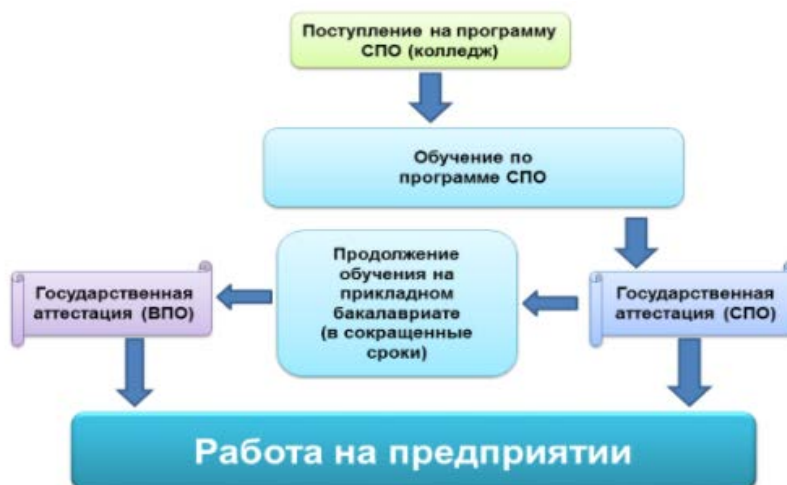 Поступление на программу
СПО (колледж)
Обучение по
программе СПО
Продолжение
обучения на
прикладном
бакалавриате
(в сокращенные
сроки)
Государственная
аттестация (ВПО)
Государственная
аттестация (СПО)
Работа на предприятии